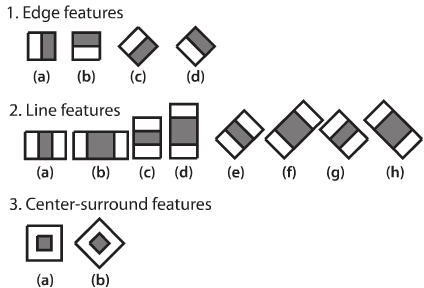 1. Edge features
(a) (b) (c) (d)
2. Line features
(a) (b) (c) (d) (e) (f) (g) (h)
3. Center-surround features
(a) (b)